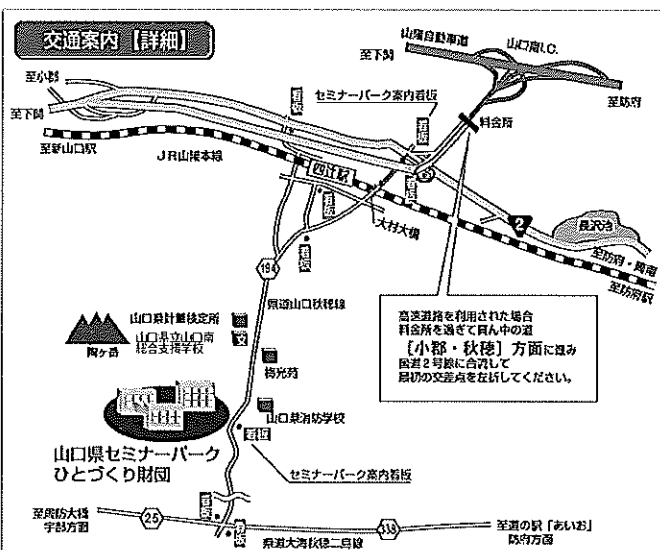 交通案内【詳細】
山陽自動車道
山口南I.C.
至下関
至防府
至小郡
至下関
看板
セミナーパーク案内看板
看板
料金所
至新山口駅
JR山陽本線
四辻駅
看板
看板
大村大橋
看板
2
長沢池
至防府・周南
至防府駅
194
県道山口秋穂線
高速道路を利用された場合
料金所を過ぎて真ん中の道
[小郡・秋穂]方面に進み
国道2号線に合流して
最初の交差点を左折してください。
陶ヶ岳
山口県計量検定所
山口県立山口南
総合支援学校
文
梅光苑
山口県消防学校
看板
山口県セミナーパーク
ひとづくり財団
セミナーパーク案内看板
看板
至周防大橋
宇部方面
25
看板
県道大海秋穂二島線
338
至道の駅「あいお」
防府方面